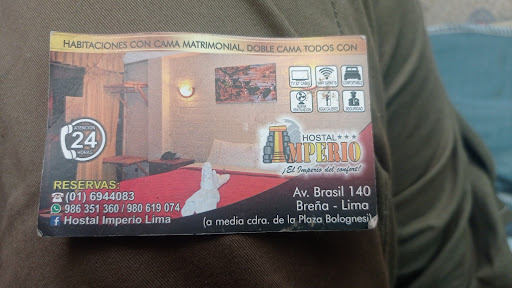 HABITACIONES CON CAMA MATRIMONIAL, DOBLE CAMA TODOS CON
ATENCIÓN
24
HORAS
HOSTAL ***
IMPERIO
¡El Imperio del confort!
RESERVAS:
(01) 6944083
986 351 360 / 980 619 074
Hostal Imperio Lima
Av. Brasil 140
Breña - Lima
(a media cdra. de la Plaza Bolognesi)